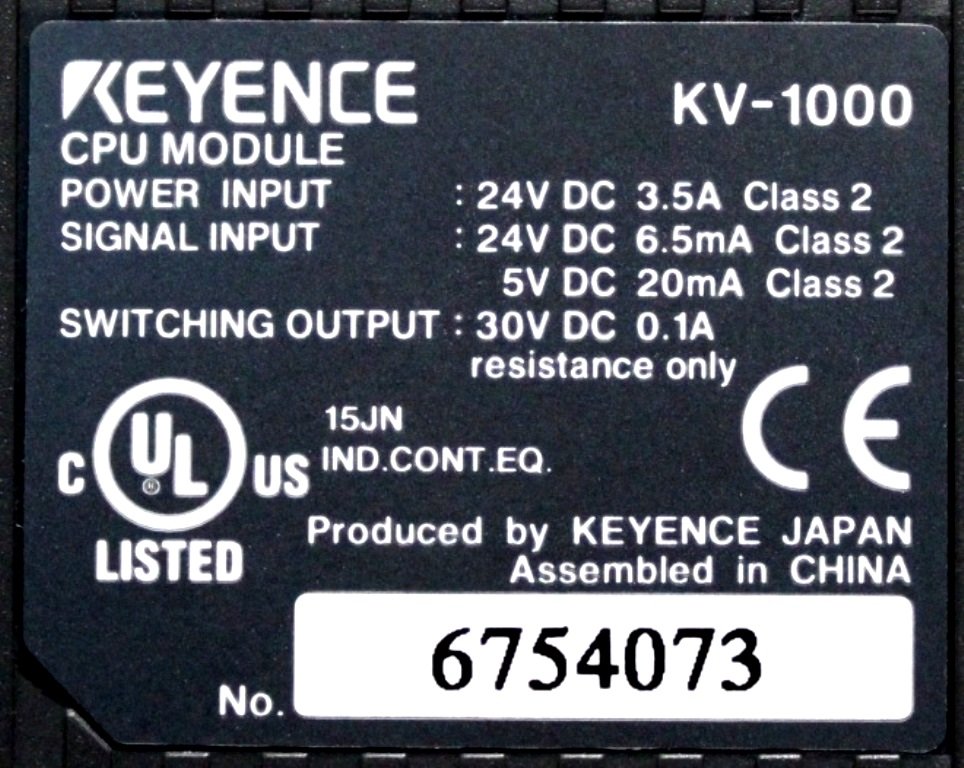 KEYENCE KV-1000
CPU MODULE
POWER INPUT : 24V DC 3.5A Class 2
SIGNAL INPUT : 24V DC 6.5mA Class 2
5V DC 20mA Class 2
SWITCHING OUTPUT : 30V DC 0.1A
resistance only
C UL US
LISTED
15JN
IND.CONT.EQ.
CE
Produced by KEYENCE JAPAN
Assembled in CHINA
No. 6754073